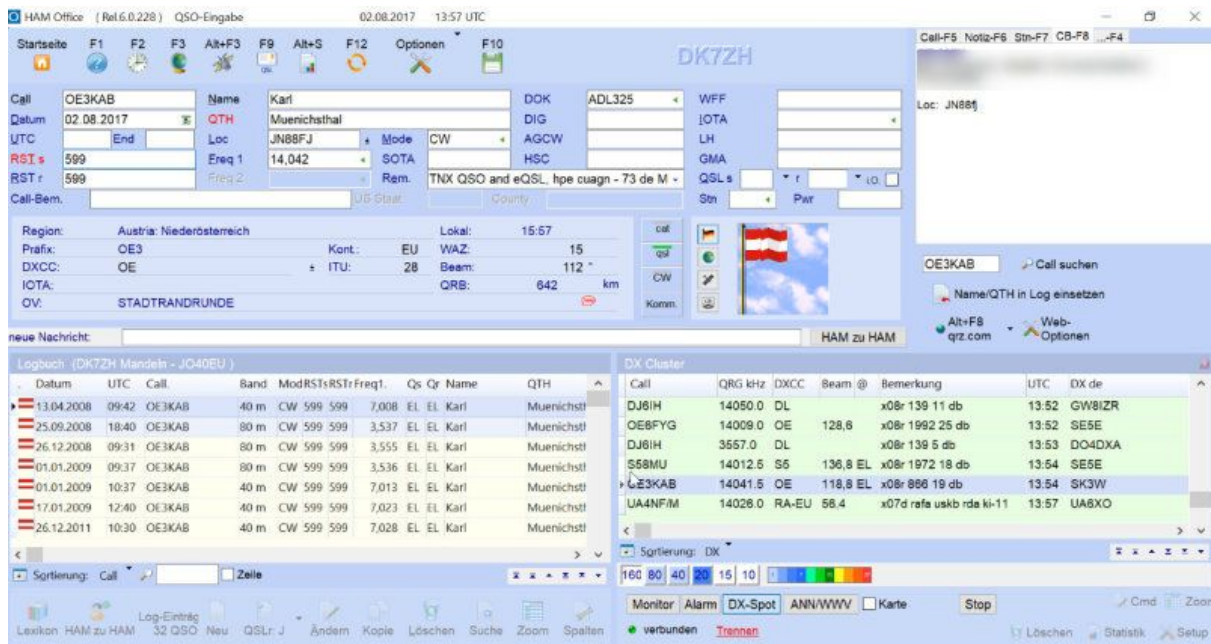 HAM Office ( Rel.6.0.228 ) QSO-Eingabe 02.08.2017 13:57 UTC
Startseite F1 F2 F3 Alt+F3 F9 Alt+S F12 Optionen F10
DK7ZH
Call-F5 Notiz-F6 Stn-F7 CB-F8 ...-F4
Loc: JN88fj
Call OE3KAB Name Karl DOK ADL325 WFF
Datum 02.08.2017 QTH Muenichsthal DIG IOTA
UTC End Loc JN88FJ Mode CW AGCW LH
RST s 599 Freq 1 14,042 SOTA HSC GMA
RST r 599 Freq 2 Rem. TNX QSO and eQSL, hpe cuagn - 73 de M QSL s r i.O.
Call-Bem. US Staat County Stn Pwr
Region: Austria: Niederösterreich Lokal: 15:57
Präfix: OE3 Kont.: EU WAZ: 15
DXCC: OE ITU: 28 Beam: 112 °
IOTA: QRB: 642 km
OV: STADTRANDRUNDE
cat
qsl
CW
Komm.
OE3KAB Call suchen
Name/QTH in Log einsetzen
Alt+F8 qrz.com Web-Optionen
neue Nachricht: HAM zu HAM
Logbuch (DK7ZH Mandeln - JO40EU )
Datum UTC Call. Band Mod RSTs RSTr Freq1. Qs Qr Name QTH
13.04.2008 09:42 OE3KAB 40 m CW 599 599 7,008 EL EL Karl Muenichstl
25.09.2008 18:40 OE3KAB 80 m CW 599 599 3,537 EL EL Karl Muenichstl
26.12.2008 09:31 OE3KAB 80 m CW 599 599 3,555 EL EL Karl Muenichstl
01.01.2009 09:37 OE3KAB 80 m CW 599 599 3,536 EL EL Karl Muenichstl
01.01.2009 10:37 OE3KAB 40 m CW 599 599 7,013 EL EL Karl Muenichstl
17.01.2009 12:40 OE3KAB 40 m CW 599 599 7,023 EL EL Karl Muenichstl
26.12.2011 10:30 OE3KAB 40 m CW 599 599 7,028 EL EL Karl Muenichstl
Sortierung: Call Zeile
Lexikon HAM zu HAM Log-Einträg 32 QSO Neu QSLr: J Ändern Kopie Löschen Suche Zoom Spalten
DX Cluster
Call QRG kHz DXCC Beam @ Bemerkung UTC DX de
DJ6IH 14050.0 DL x08r 139 11 db 13:52 GW8IZR
OE6FYG 14009.0 OE 128,6 x08r 1992 25 db 13:52 SE5E
DJ6IH 3557.0 DL x08r 139 5 db 13:53 DO4DXA
S58MU 14012.5 S5 136,8 EL x08r 1972 18 db 13:54 SE5E
OE3KAB 14041.5 OE 118,8 EL x08r 866 19 db 13:54 SK3W
UA4NF/M 14026.0 RA-EU 56,4 x07d rafa uskb rda ki-11 13:57 UA6XO
Sortierung: DX
160 80 40 20 15 10
Monitor Alarm DX-Spot ANN/WWV Karte Stop Cmd Zoom
verbunden Trennen Löschen Statistik Setup